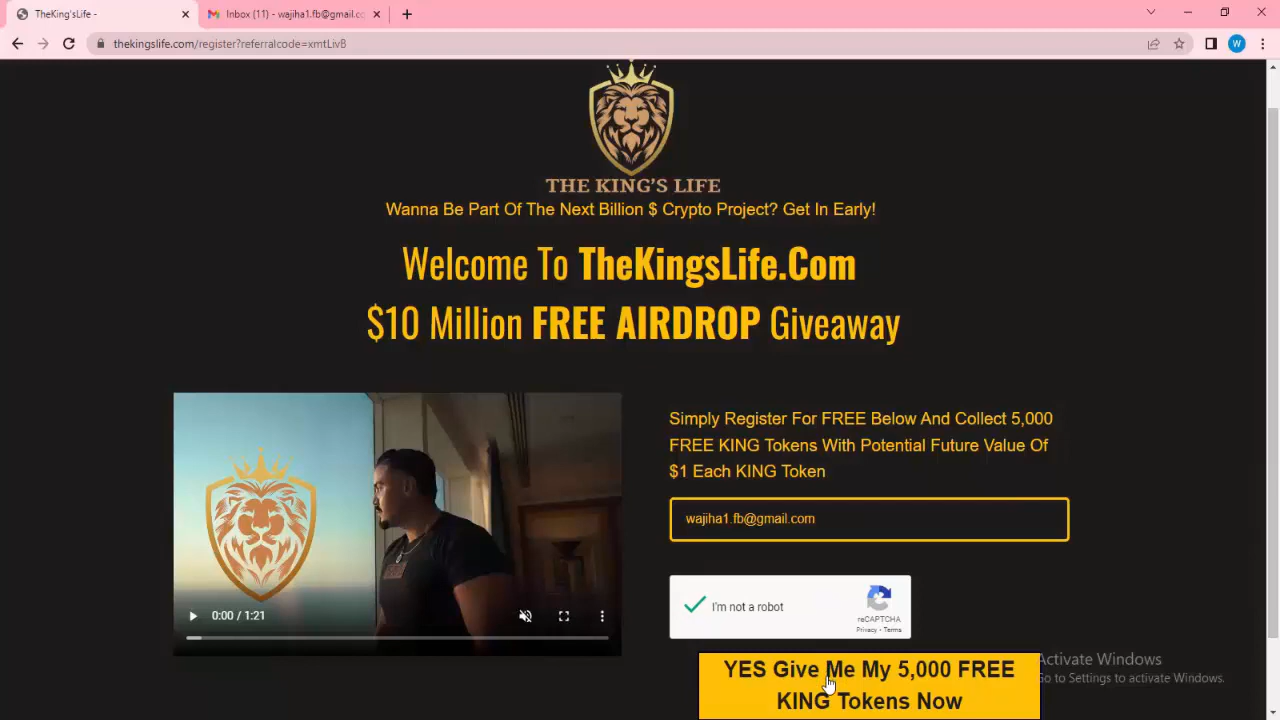 TheKing'sLife -
Inbox (11) - wajiha1.fb@gmail.co
thekingslife.com/register?referralcode=xmtLiv8
W
THE KING'S LIFE
Wanna Be Part Of The Next Billion $ Crypto Project? Get In Early!
Welcome To TheKingsLife.Com
$10 Million FREE AIRDROP Giveaway
Simply Register For FREE Below And Collect 5,000
FREE KING Tokens With Potential Future Value Of
$1 Each KING Token
wajiha1.fb@gmail.com
0:00 / 1:21
I'm not a robot
reCAPTCHA
Privacy - Terms
YES Give Me My 5,000 FREE
KING Tokens Now
Activate Windows
Go to Settings to activate Windows.